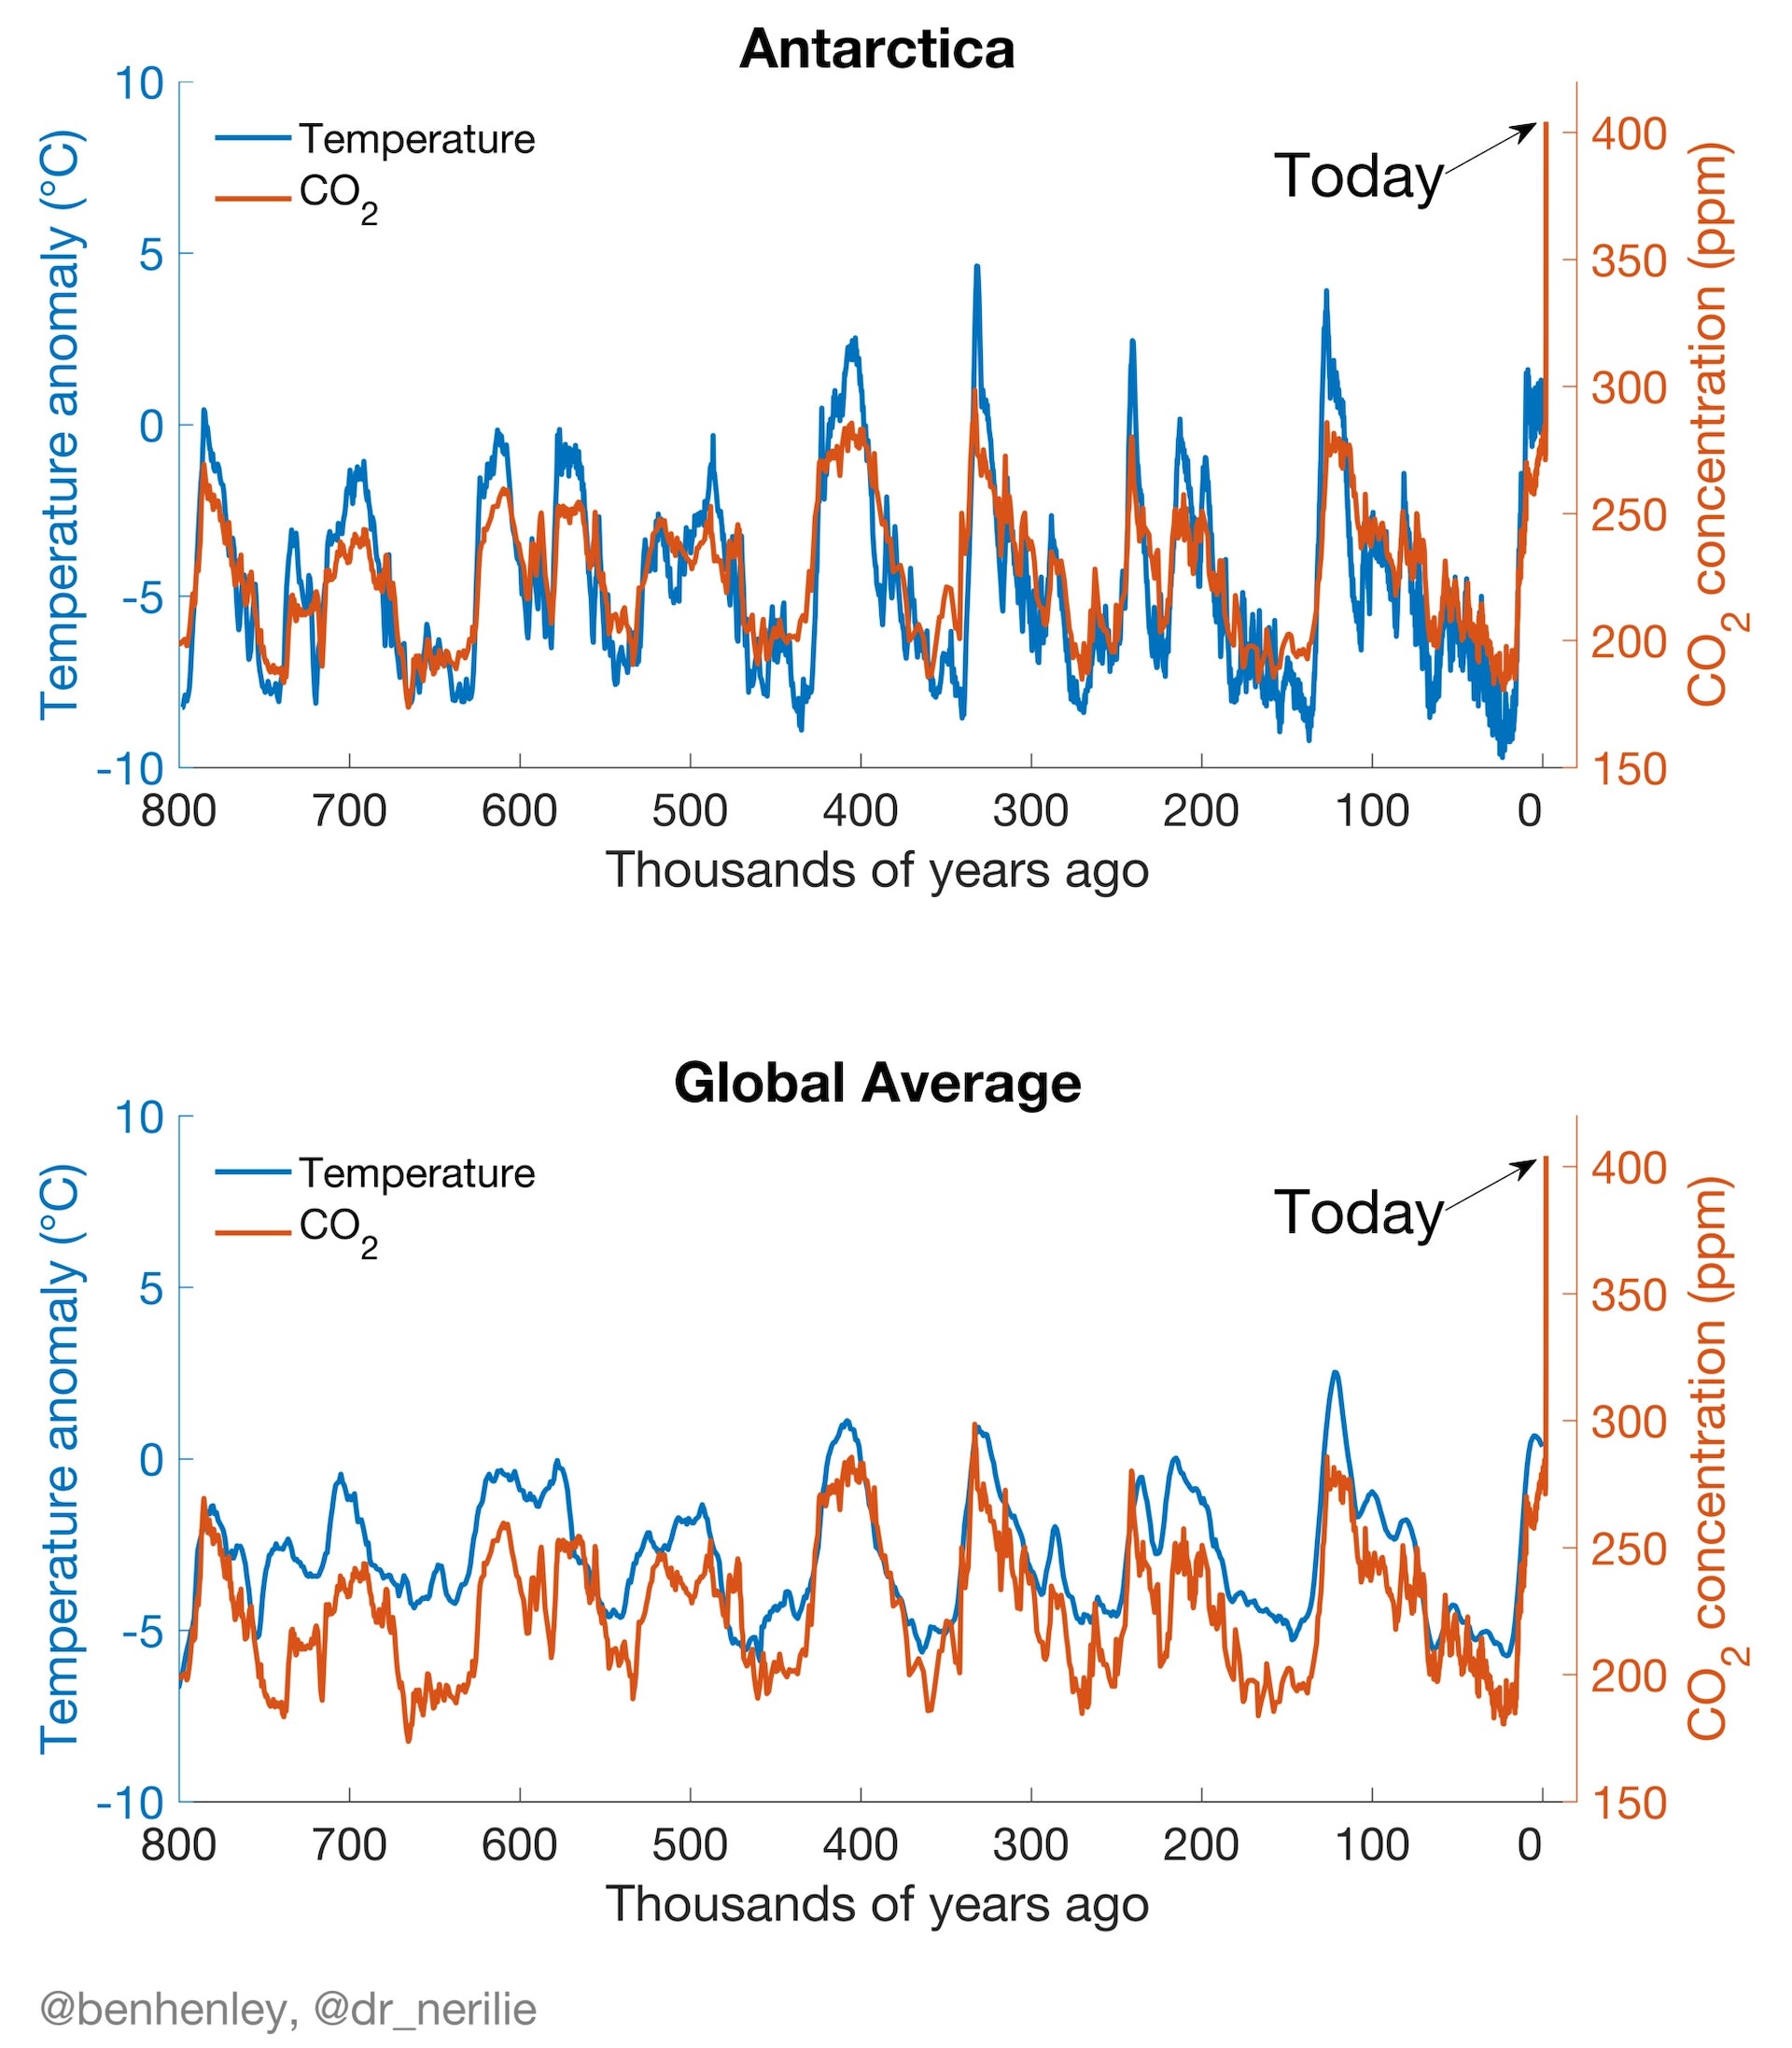 Antarctica
Temperature anomaly (°C)
10
5
0
-5
-10
Temperature
CO2
Today
400
350
300
250
200
150
CO2 concentration (ppm)
800 700 600 500 400 300 200 100 0
Thousands of years ago
Global Average
Temperature anomaly (°C)
10
5
0
-5
-10
Temperature
CO2
Today
400
350
300
250
200
150
CO2 concentration (ppm)
800 700 600 500 400 300 200 100 0
Thousands of years ago
@benhenley, @dr_nerilie